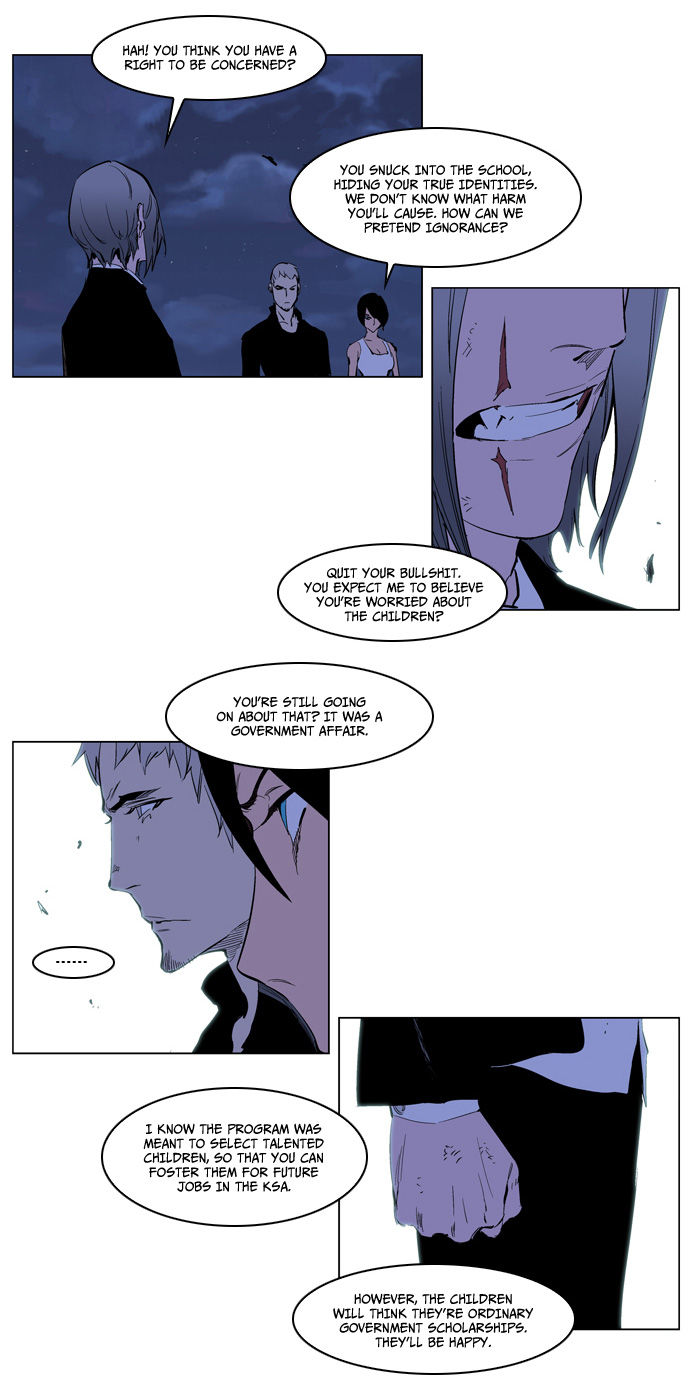 HAH! YOU THINK YOU HAVE A
RIGHT TO BE CONCERNED?
YOU SNUCK INTO THE SCHOOL,
HIDING YOUR TRUE IDENTITIES.
WE DON'T KNOW WHAT HARM
YOU'LL CAUSE. HOW CAN WE
PRETEND IGNORANCE?
QUIT YOUR BULLSHIT.
YOU EXPECT ME TO BELIEVE
YOU'RE WORRIED ABOUT
THE CHILDREN?
YOU'RE STILL GOING
ON ABOUT THAT? IT WAS A
GOVERNMENT AFFAIR.
------
I KNOW THE PROGRAM WAS
MEANT TO SELECT TALENTED
CHILDREN, SO THAT YOU CAN
FOSTER THEM FOR FUTURE
JOBS IN THE KSA.
HOWEVER, THE CHILDREN
WILL THINK THEY'RE ORDINARY
GOVERNMENT SCHOLARSHIPS.
THEY'LL BE HAPPY.